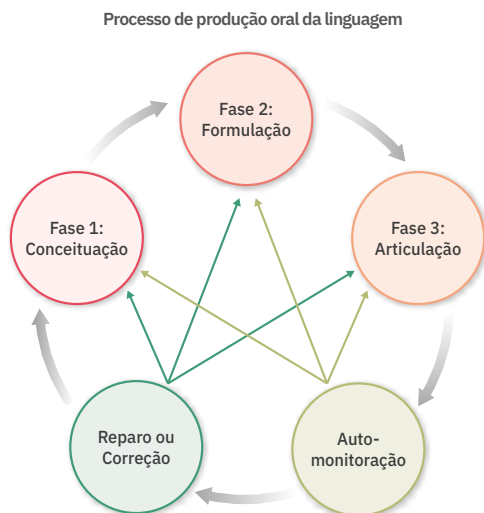 Processo de produção oral da linguagem
Fase 2:
Formulação
Fase 1:
Conceituação
Fase 3:
Articulação
Reparo ou
Correção
Auto-
monitoração